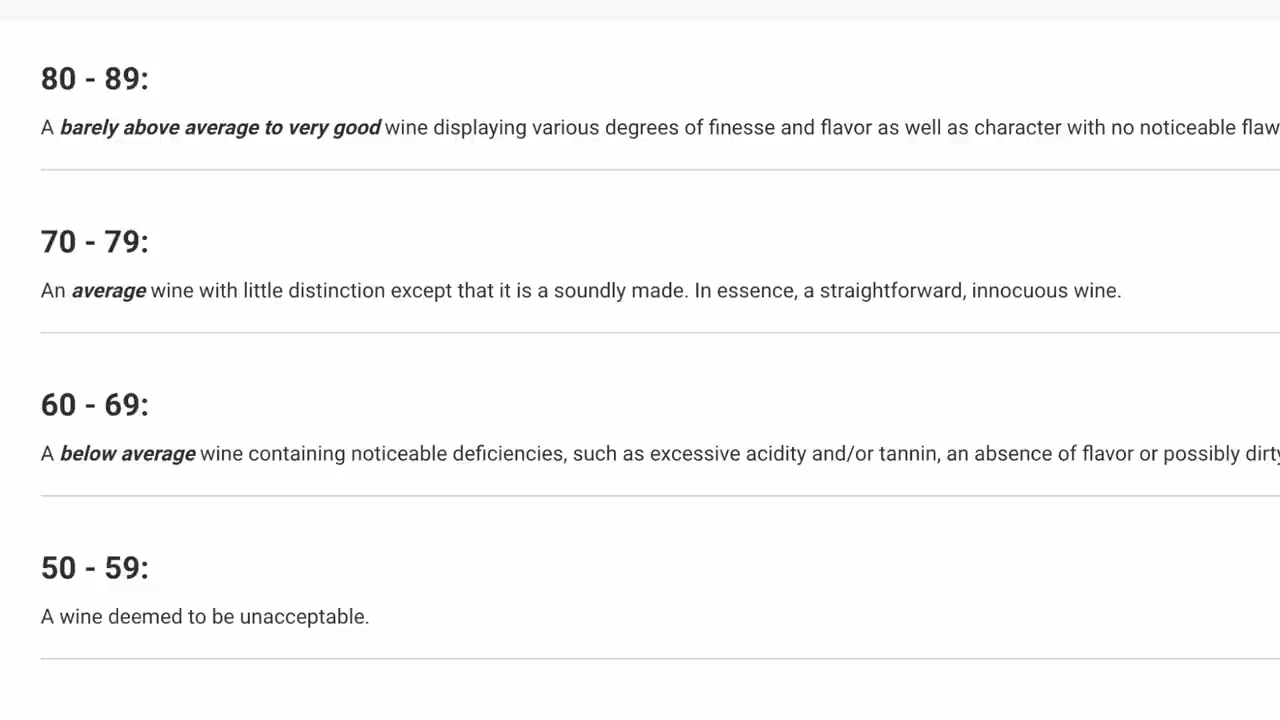 80 - 89:
A barely above average to very good wine displaying various degrees of finesse and flavor as well as character with no noticeable flaw
70 - 79:
An average wine with little distinction except that it is a soundly made. In essence, a straightforward, innocuous wine.
60 - 69:
A below average wine containing noticeable deficiencies, such as excessive acidity and/or tannin, an absence of flavor or possibly dirty
50 - 59:
A wine deemed to be unacceptable.